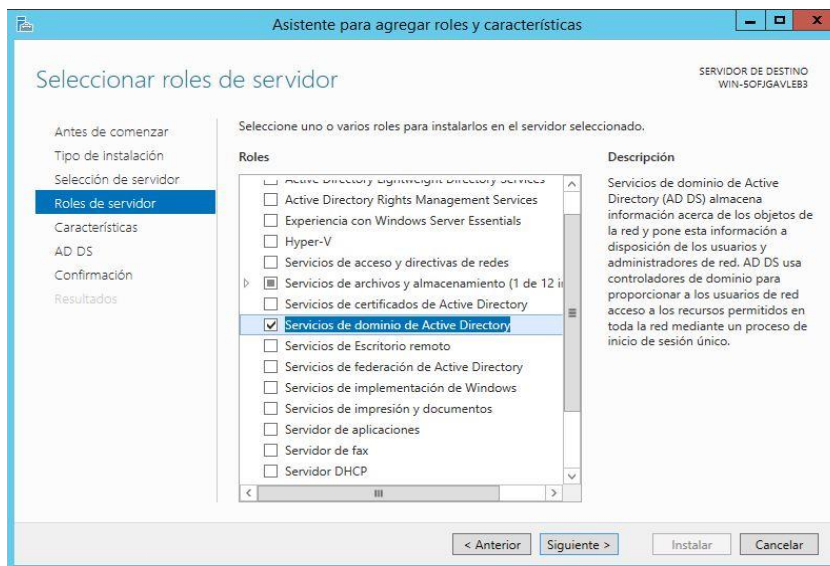 Asistente para agregar roles y características
Seleccionar roles de servidor
SERVIDOR DE DESTINO
WIN-5OFJGAVLEB3
Antes de comenzar
Tipo de instalación
Selección de servidor
Roles de servidor
Características
AD DS
Confirmación
Resultados
Seleccione uno o varios roles para instalarlos en el servidor seleccionado.
Roles
Active Directory Lightweight Directory Services
Active Directory Rights Management Services
Experiencia con Windows Server Essentials
Hyper-V
Servicios de acceso y directivas de redes
Servicios de archivos y almacenamiento (1 de 12 i
Servicios de certificados de Active Directory
Servicios de dominio de Active Directory
Servicios de Escritorio remoto
Servicios de federación de Active Directory
Servicios de implementación de Windows
Servicios de impresión y documentos
Servidor de aplicaciones
Servidor de fax
Servidor DHCP
Descripción
Servicios de dominio de Active
Directory (AD DS) almacena
información acerca de los objetos de
la red y pone esta información a
disposición de los usuarios y
administradores de red. AD DS usa
controladores de dominio para
proporcionar a los usuarios de red
acceso a los recursos permitidos en
toda la red mediante un proceso de
inicio de sesión único.
< Anterior
Siguiente >
Instalar
Cancelar